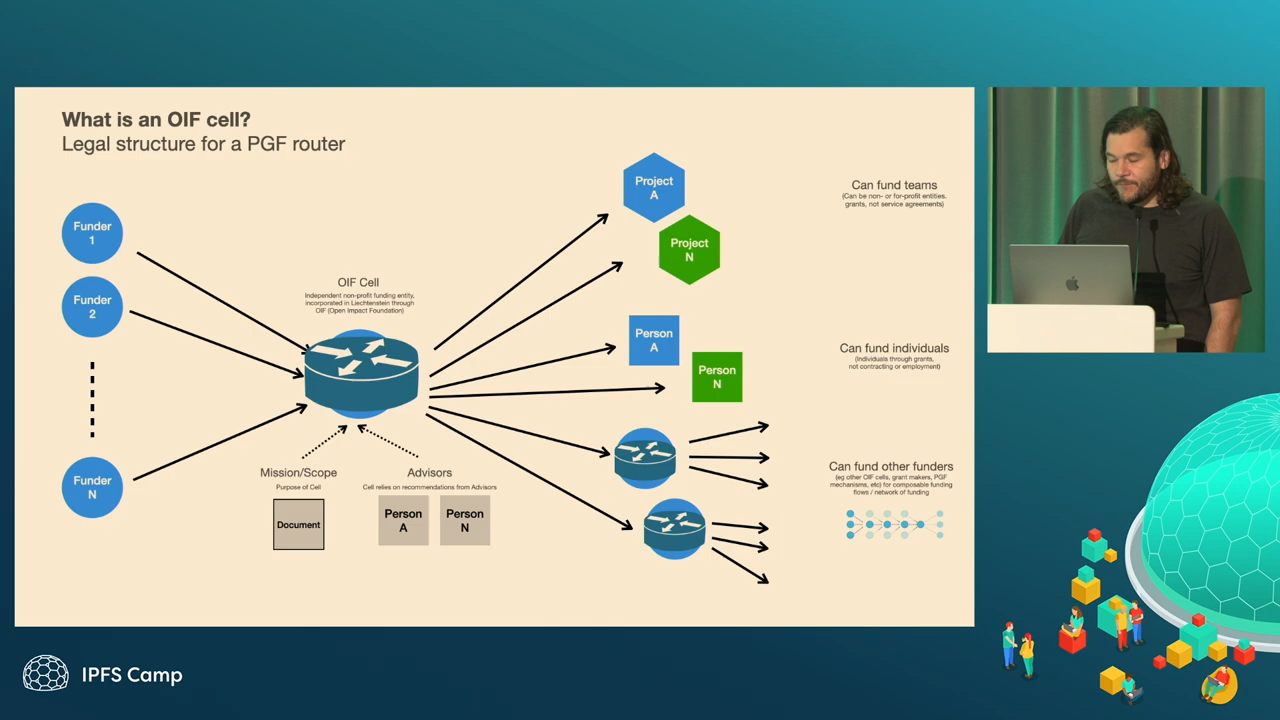 What is an OIF cell?
Legal structure for a PGF router
Funder
1
Funder
2
Funder
N
OIF Cell
Independent non-profit funding entity,
incorporated in Liechtenstein through
OIF (Open Impact Foundation)
Mission/Scope
Purpose of Cell
Document
Advisors
Cell relies on recommendations from Advisors
Person
A
Person
N
Project
A
Project
N
Person
A
Person
N
Can fund teams
(Can be non- or for-profit entities.
grants, not service agreements)
Can fund individuals
(Individuals through grants,
not contracting or employment)
Can fund other funders
(eg other OIF cells, grant makers, PGF
mechanisms, etc) for composable funding
flows / network of funding
IPFS Camp